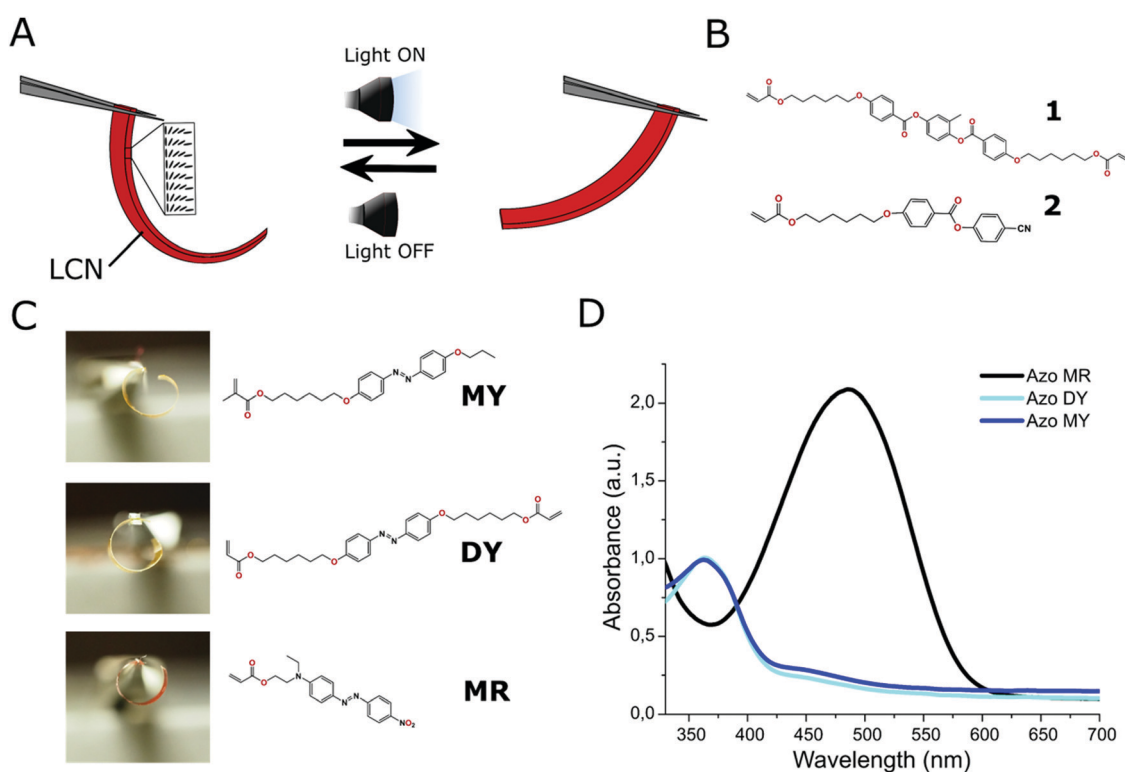 A
Light ON
Light OFF
LCN
B
O
O
O
O
O
O
O
O
O
O
1
O
O
O
O
O
CN
2
C
O
O
O
N
N
O
MY
O
O
O
N
N
O
O
O
DY
O
O
N
N
N
NO₂
MR
D
Azo MR
Azo DY
Azo MY
Absorbance (a.u.)
2,0
1,5
1,0
0,5
0,0
350 400 450 500 550 600 650 700
Wavelength (nm)